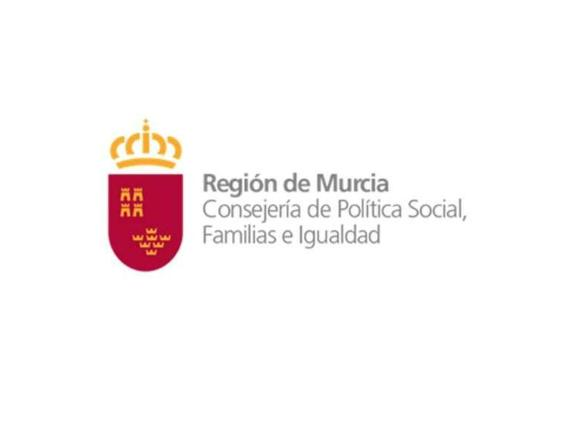 Región de Murcia
Consejería de Política Social,
Familias e Igualdad